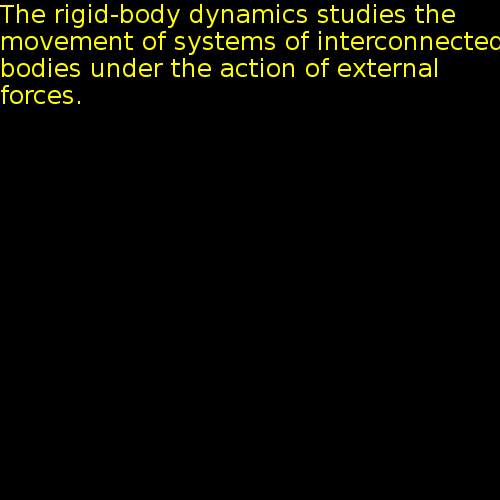 The rigid-body dynamics studies the
movement of systems of interconnected
bodies under the action of external
forces.